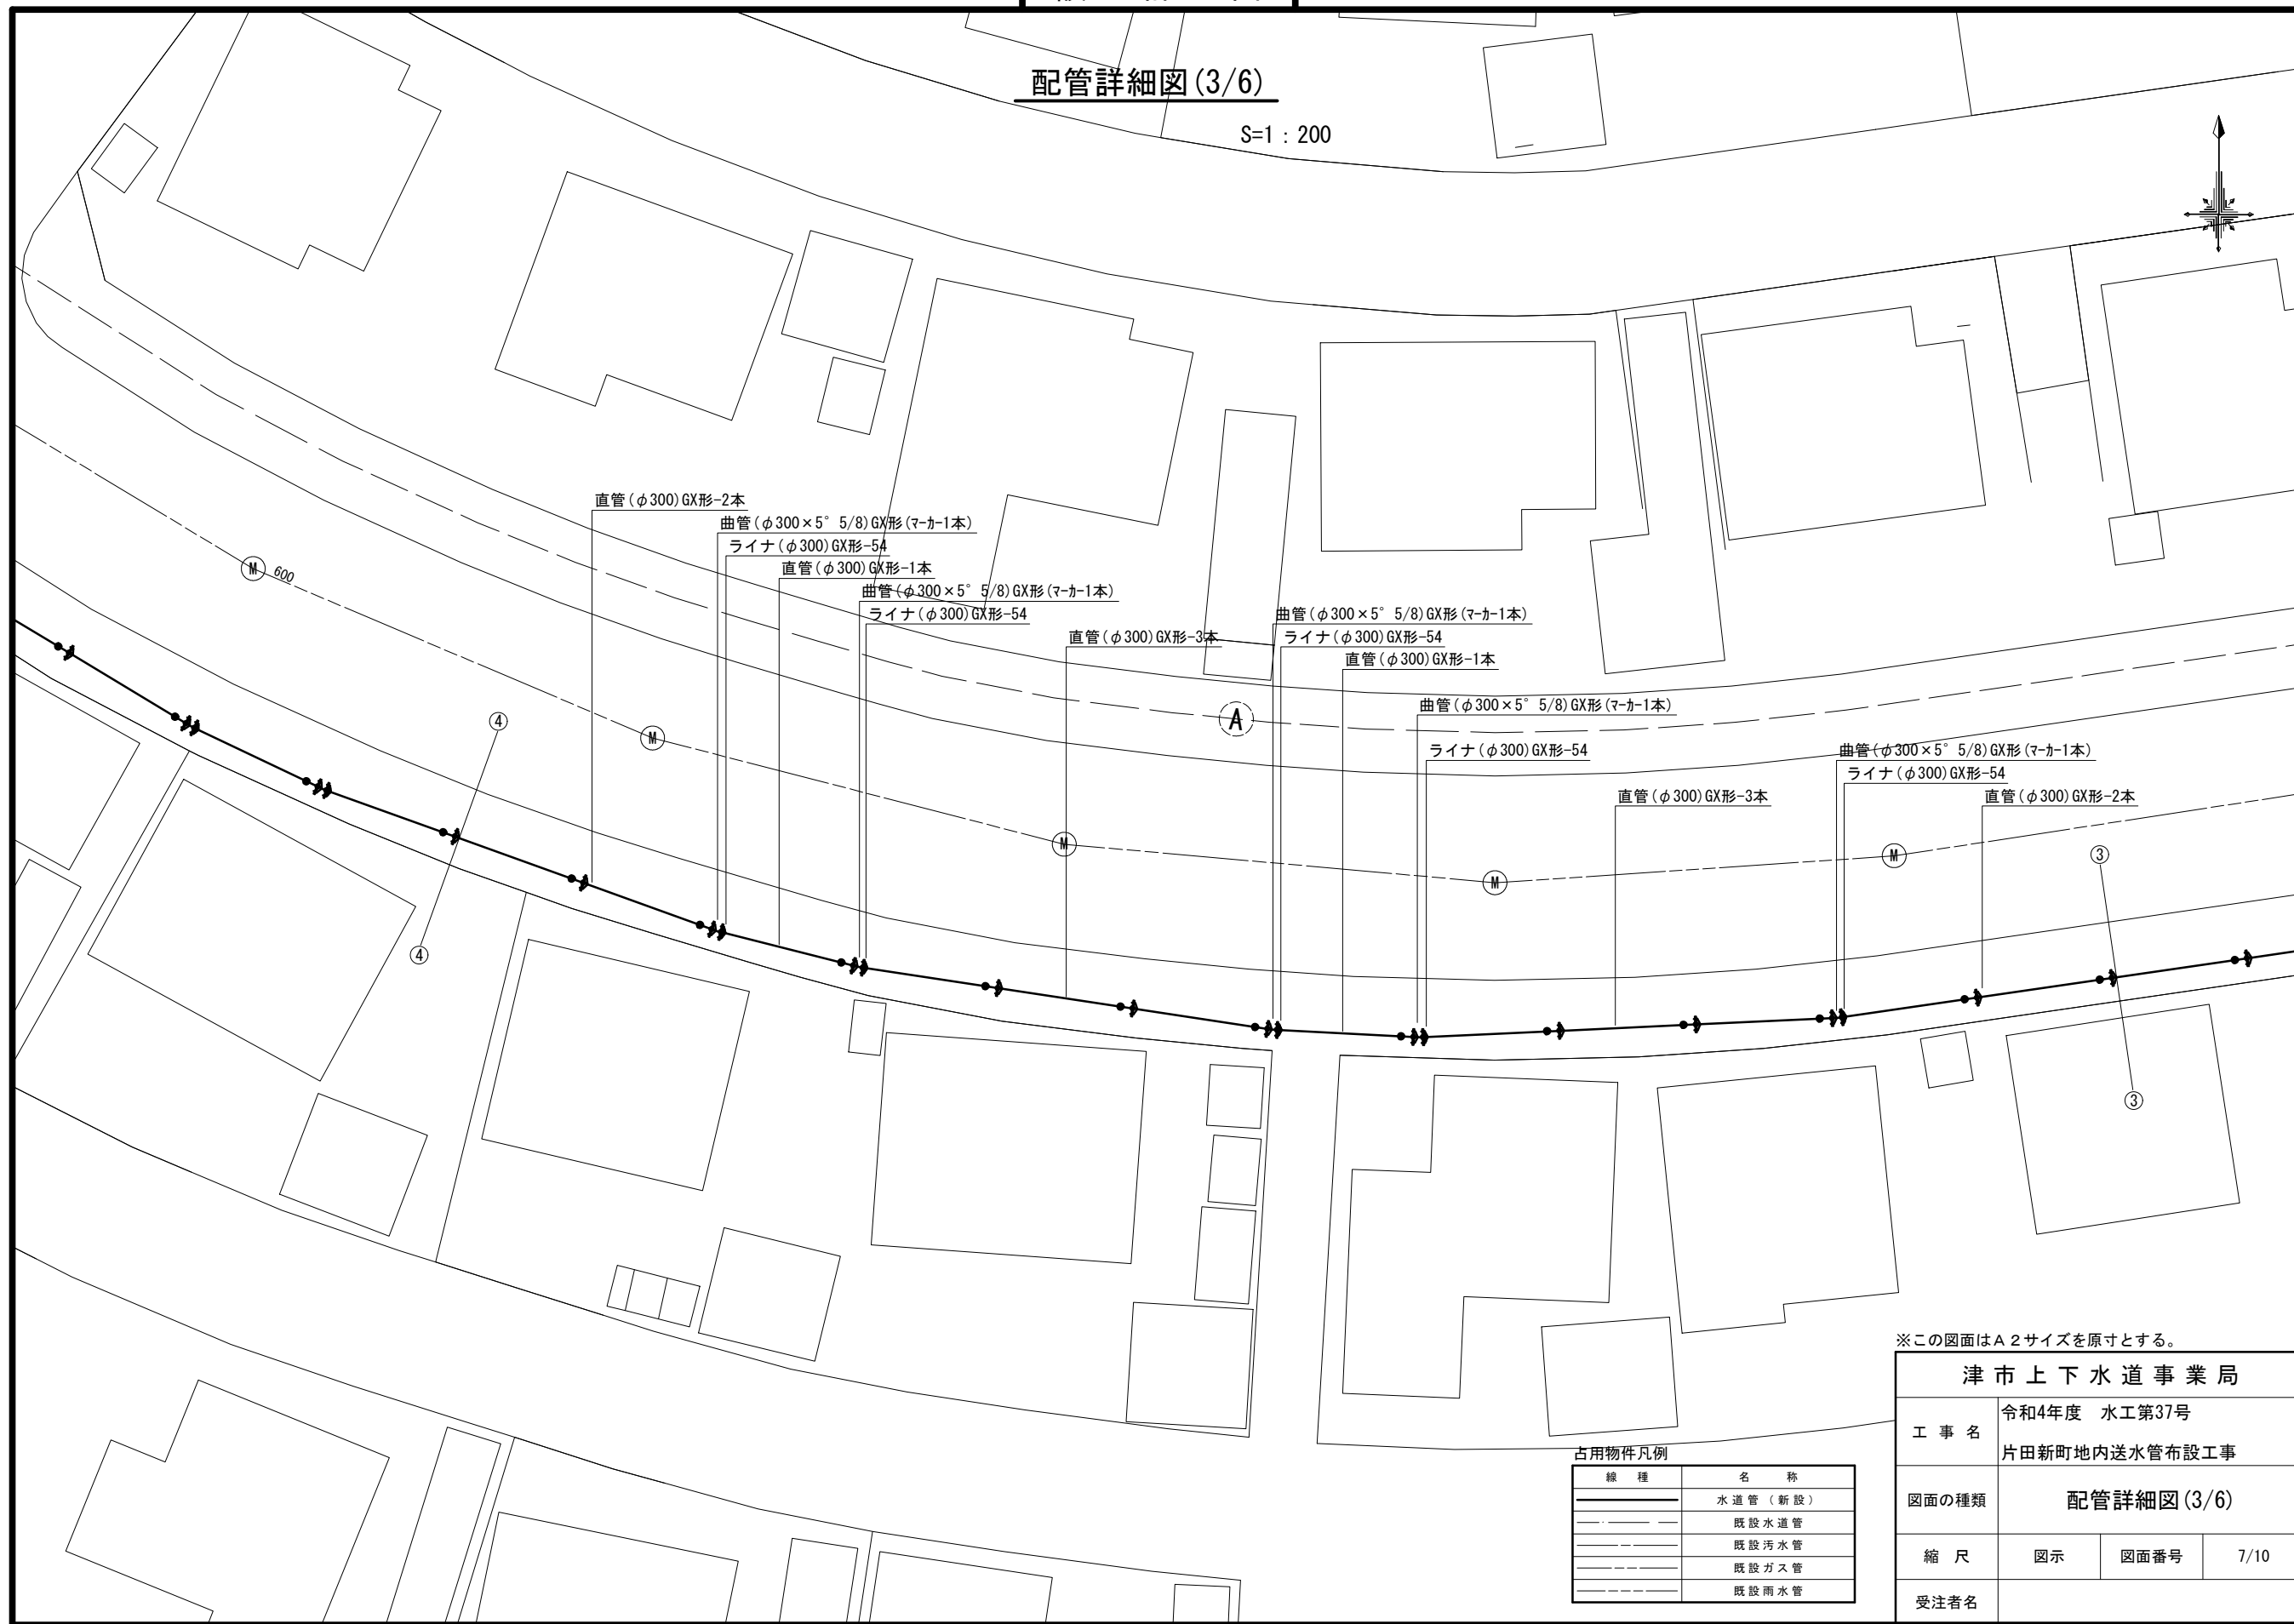 配管詳細図(3/6)
S=1：200
直管(φ300)GX形-2本
曲管(φ300×5°5/8)GX形(マーカー1本)
ライナ(φ300)GX形-54
直管(φ300)GX形-1本
曲管(φ300×5°5/8)GX形(マーカー1本)
ライナ(φ300)GX形-54
直管(φ300)GX形-3本
曲管(φ300×5°5/8)GX形(マーカー1本)
ライナ(φ300)GX形-54
直管(φ300)GX形-1本
曲管(φ300×5°5/8)GX形(マーカー1本)
ライナ(φ300)GX形-54
直管(φ300)GX形-3本
曲管(φ300×5°5/8)GX形(マーカー1本)
ライナ(φ300)GX形-54
直管(φ300)GX形-2本
M 600
M
M
M
M
A
④
④
③
③
※この図面はA2サイズを原寸とする。
津市上下水道事業局
工事名 令和4年度 水工第37号
片田新町地内送水管布設工事
図面の種類 配管詳細図(3/6)
縮尺 図示 図面番号 7/10
受注者名
占用物件凡例
線種 名称
水道管（新設）
既設水道管
既設汚水管
既設ガス管
既設雨水管